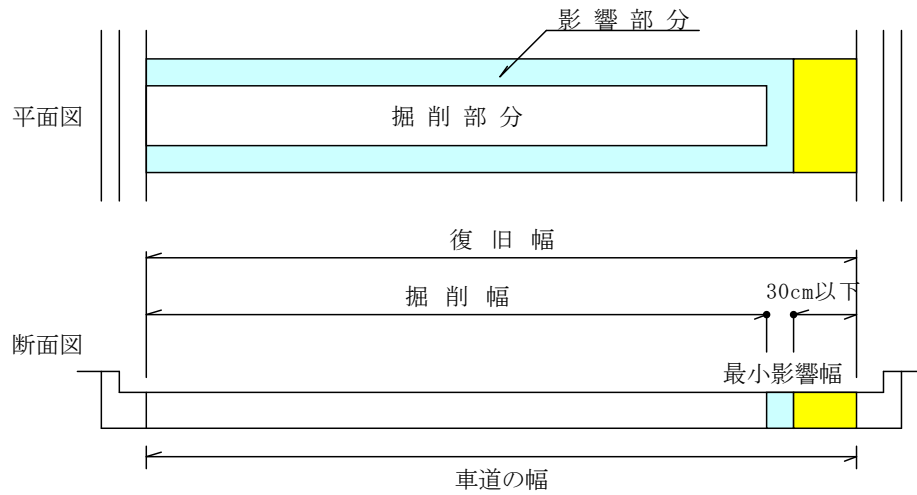 影響部分
平面図
掘削部分
復旧幅
掘削幅
30cm以下
断面図
最小影響幅
車道の幅